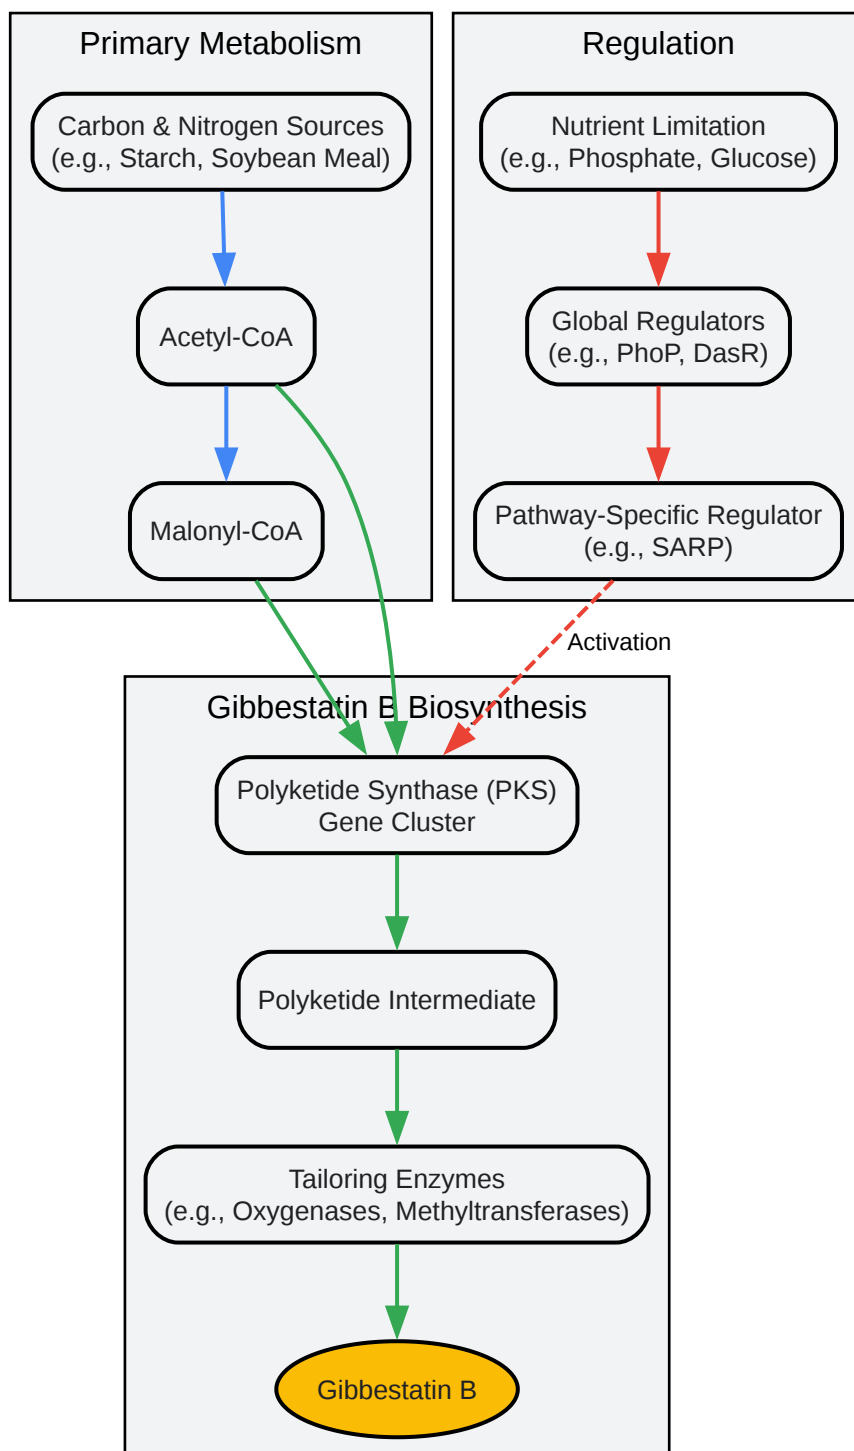 Primary Metabolism
Carbon & Nitrogen Sources
(e.g., Starch, Soybean Meal)
Acetyl-CoA
Malonyl-CoA
Regulation
Nutrient Limitation
(e.g., Phosphate, Glucose)
Global Regulators
(e.g., PhoP, DasR)
Pathway-Specific Regulator
(e.g., SARP)
Activation
Gibbestatin B Biosynthesis
Polyketide Synthase (PKS)
Gene Cluster
Polyketide Intermediate
Tailoring Enzymes
(e.g., Oxygenases, Methyltransferases)
Gibbestatin B